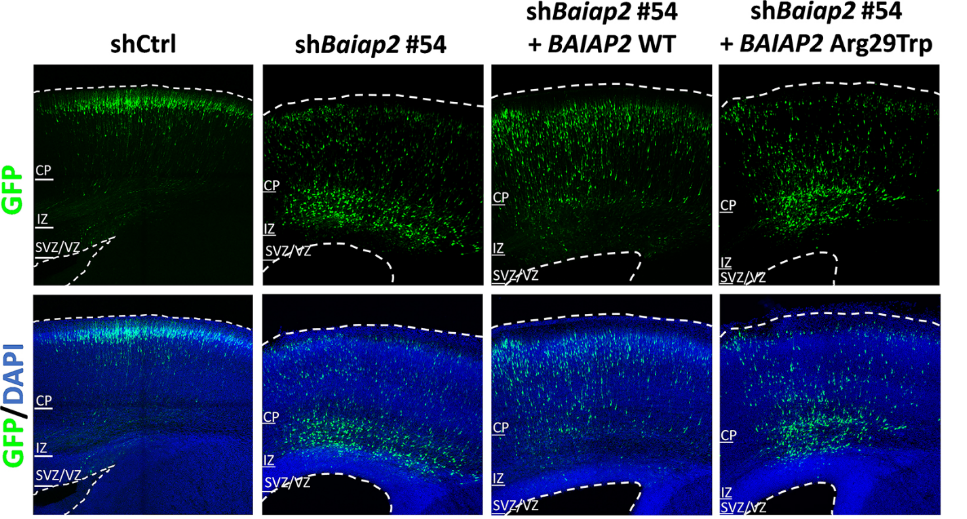 shCtrl
shBaiap2 #54
shBaiap2 #54
+ BAIAP2 WT
shBaiap2 #54
+ BAIAP2 Arg29Trp
GFP
CP
IZ
SVZ/VZ
CP
IZ
SVZ/VZ
CP
IZ
SVZ/VZ
CP
IZ
SVZ/VZ
GFP/DAPI
CP
IZ
SVZ/VZ
CP
IZ
SVZ/VZ
CP
IZ
SVZ/VZ
CP
IZ
SVZ/VZ